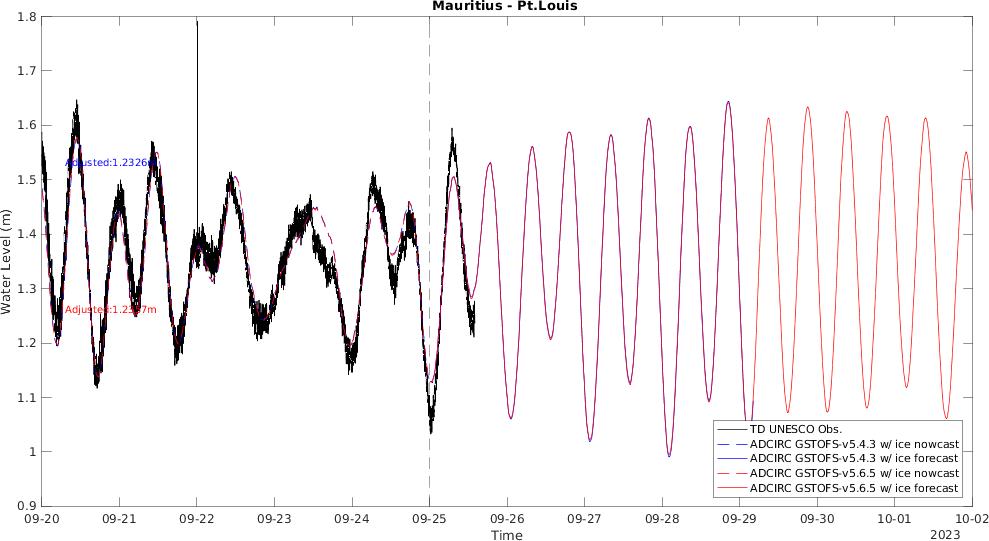 Mauritius - Pt.Louis
1.8
1.7
1.6
1.5
1.4
1.3
1.2
1.1
1
0.9
Water Level (m)
Adjusted:1.2326m
TD UNESCO Obs.
ADCIRC GSTOFS-v5.4.3 w/ ice nowcast
ADCIRC GSTOFS-v5.4.3 w/ ice forecast
ADCIRC GSTOFS-v5.6.5 w/ ice nowcast
ADCIRC GSTOFS-v5.6.5 w/ ice forecast
09-20 09-21 09-22 09-23 09-24 09-25 09-26 09-27 09-28 09-29 09-30 10-01 10-02
Time
2023